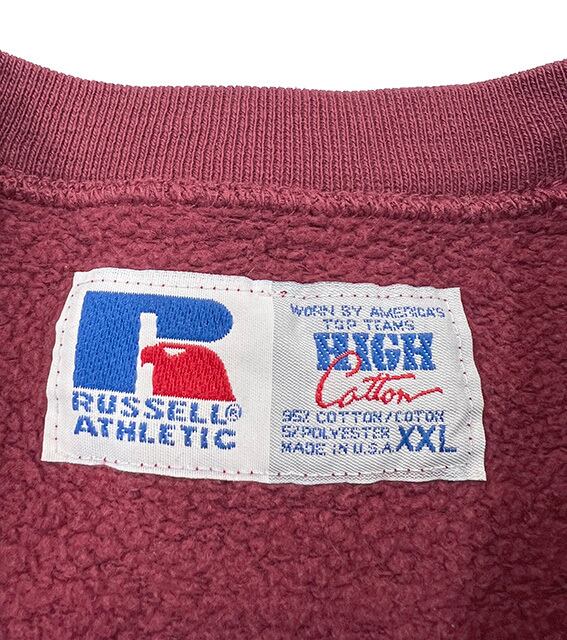 RUSSELL®
ATHLETIC
WORN BY AMERICA'S
TOP TEAMS
HIGH
Cotton
95% COTTON/COTON
5%POLYESTER
MADE IN U.S.A XXL